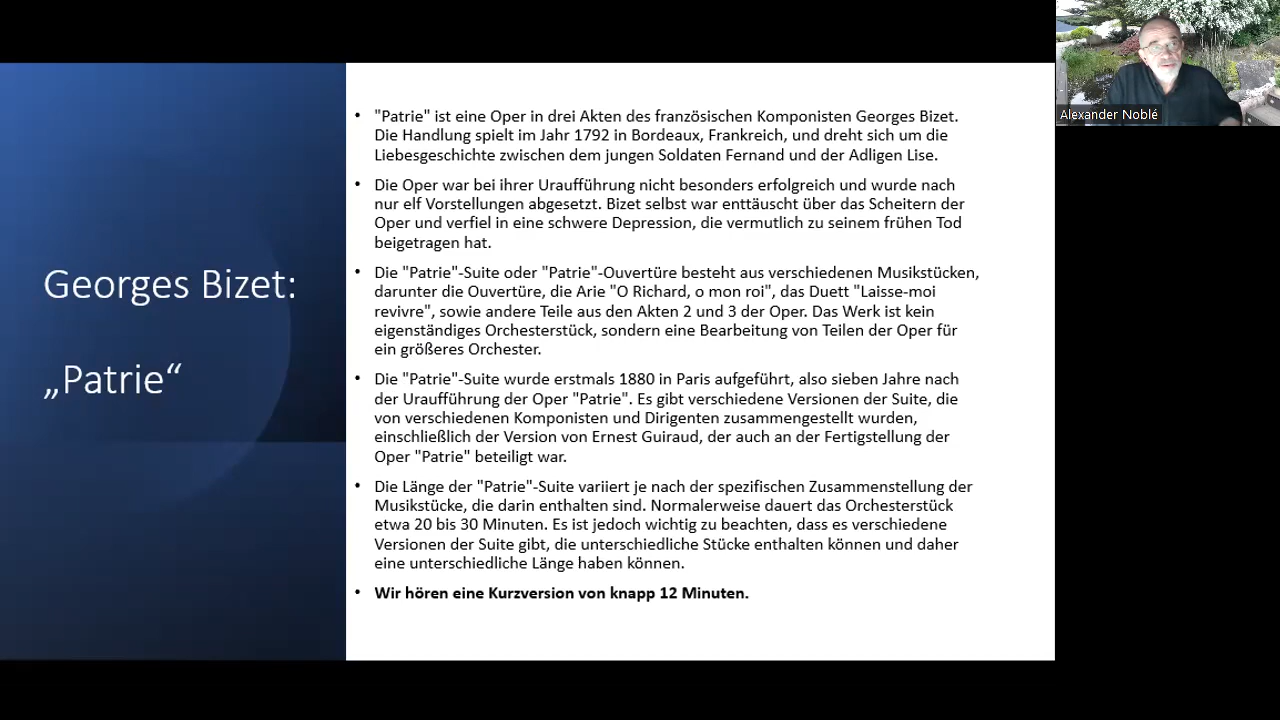 Georges Bizet:
„Patrie“
• "Patrie" ist eine Oper in drei Akten des französischen Komponisten Georges Bizet.
Die Handlung spielt im Jahr 1792 in Bordeaux, Frankreich, und dreht sich um die
Liebesgeschichte zwischen dem jungen Soldaten Fernand und der Adligen Lise.
• Die Oper war bei ihrer Uraufführung nicht besonders erfolgreich und wurde nach
nur elf Vorstellungen abgesetzt. Bizet selbst war enttäuscht über das Scheitern der
Oper und verfiel in eine schwere Depression, die vermutlich zu seinem frühen Tod
beigetragen hat.
• Die "Patrie"-Suite oder "Patrie"-Ouvertüre besteht aus verschiedenen Musikstücken,
darunter die Ouvertüre, die Arie "O Richard, o mon roi", das Duett "Laisse-moi
revivre", sowie andere Teile aus den Akten 2 und 3 der Oper. Das Werk ist kein
eigenständiges Orchesterstück, sondern eine Bearbeitung von Teilen der Oper für
ein größeres Orchester.
• Die "Patrie"-Suite wurde erstmals 1880 in Paris aufgeführt, also sieben Jahre nach
der Uraufführung der Oper "Patrie". Es gibt verschiedene Versionen der Suite, die
von verschiedenen Komponisten und Dirigenten zusammengestellt wurden,
einschließlich der Version von Ernest Guiraud, der auch an der Fertigstellung der
Oper "Patrie" beteiligt war.
• Die Länge der "Patrie"-Suite variiert je nach der spezifischen Zusammenstellung der
Musikstücke, die darin enthalten sind. Normalerweise dauert das Orchesterstück
etwa 20 bis 30 Minuten. Es ist jedoch wichtig zu beachten, dass es verschiedene
Versionen der Suite gibt, die unterschiedliche Stücke enthalten können und daher
eine unterschiedliche Länge haben können.
• Wir hören eine Kurzversion von knapp 12 Minuten.
Alexander Noblé